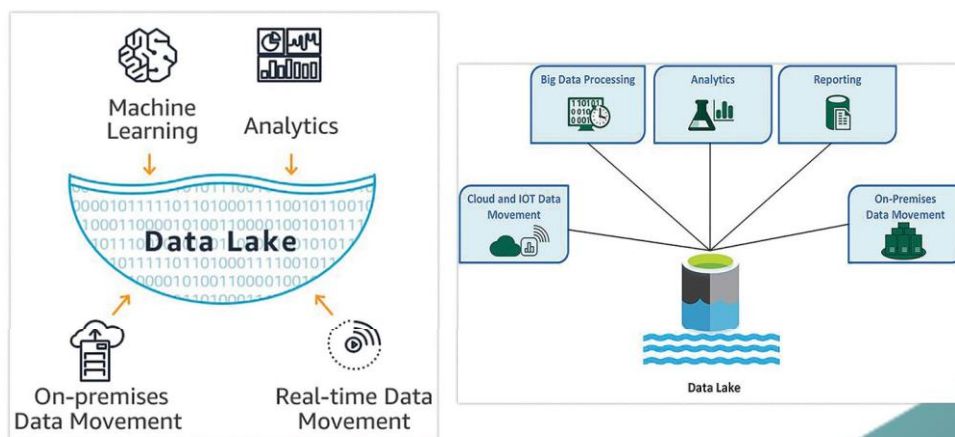 Machine
Learning
Analytics
Data Lake
On-premises
Data Movement
Real-time Data
Movement
Big Data Processing
Analytics
Reporting
Cloud and IOT Data
Movement
On-Premises
Data Movement
Data Lake